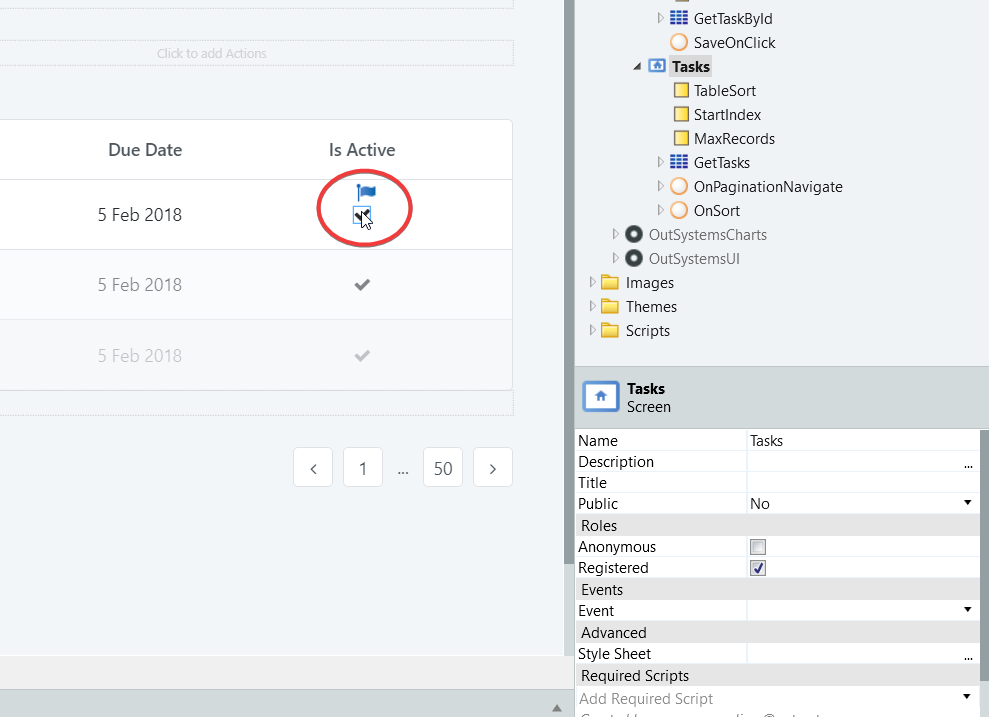 Click to add Actions
Due Date Is Active
5 Feb 2018
5 Feb 2018
5 Feb 2018
1 ... 50
GetTaskById
SaveOnClick
Tasks
TableSort
StartIndex
MaxRecords
GetTasks
OnPaginationNavigate
OnSort
OutSystemsCharts
OutSystemsUI
Images
Themes
Scripts
Tasks
Screen
Name Tasks
Description ...
Title
Public No
Roles
Anonymous
Registered
Events
Event
Advanced
Style Sheet ...
Required Scripts
Add Required Script